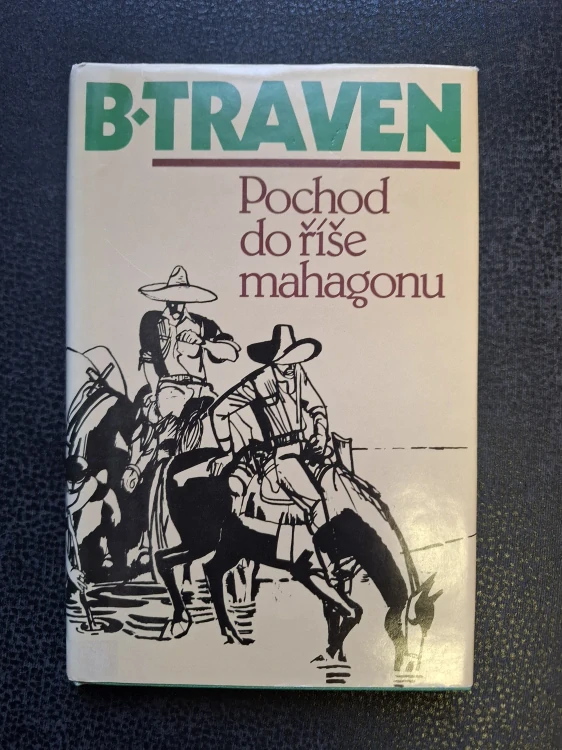 B·TRAVEN
Pochod
do říše
mahagonu